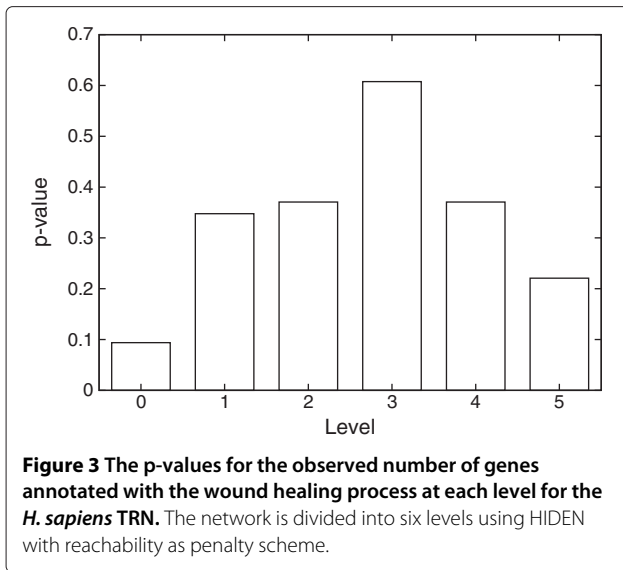 0.7
0.6
0.5
0.4
0.3
0.2
0.1
0
p-value
0 1 2 3 4 5
Level
Figure 3 The p-values for the observed number of genes
annotated with the wound healing process at each level for the
H. sapiens TRN. The network is divided into six levels using HIDEN
with reachability as penalty scheme.